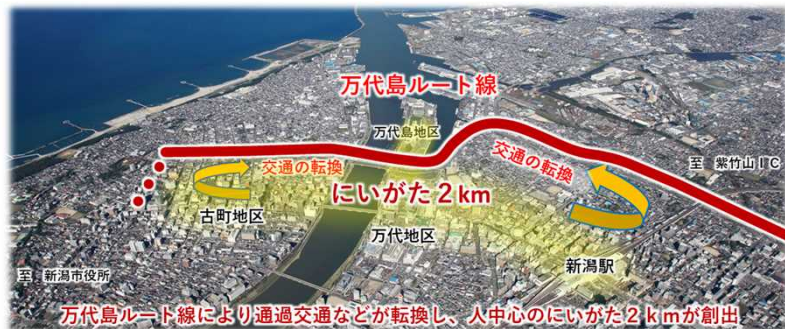 万代島ルート線
万代島地区
交通の転換
交通の転換
至 紫竹山IC
にいがた2km
古町地区
万代地区
新潟駅
至 新潟市役所
万代島ルート線により通過交通などが転換し、人中心のにいがた2kmが創出